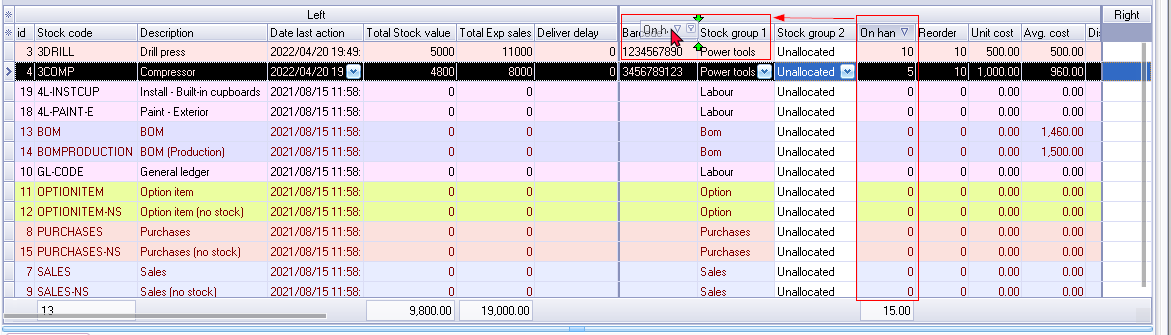 Left Right
id Stock code Description Date last action Total Stock value Total Exp sales Deliver delay On ha Stock group 1 Stock group 2 On han Reorder Unit cost Avg. cost
3 3DRILL Drill press 2022/04/20 19:49: 5000 11000 0 1234567890 Power tools Unallocated 10 10 500.00 500.00
4 3COMP Compressor 2022/04/20 19 4800 8000 0 3456789123 Power tools Unallocated 5 10 1,000.00 960.00
19 4L-INSTCUP Install - Built-in cupboards 2021/08/15 11:58: 0 0 Labour Unallocated 0 0 0.00 0.00
18 4L-PAINT-E Paint - Exterior 2021/08/15 11:58: 0 0 Labour Unallocated 0 0 0.00 0.00
13 BOM BOM 2021/08/15 11:58: 0 0 Bom Unallocated 0 0 0.00 1,460.00
14 BOMPRODUCTION BOM (Production) 2021/08/15 11:58: 0 0 Bom Unallocated 0 0 0.00 1,500.00
10 GL-CODE General ledger 2021/08/15 11:58: 0 0 Labour Unallocated 0 0 0.00 0.00
11 OPTIONITEM Option item 2021/08/15 11:58: 0 0 Option Unallocated 0 0 0.00 0.00
12 OPTIONITEM-NS Option item (no stock) 2021/08/15 11:58: 0 0 Option Unallocated 0 0 0.00 0.00
8 PURCHASES Purchases 2021/08/15 11:58: 0 0 Purchases Unallocated 0 0 0.00 0.00
15 PURCHASES-NS Purchases (no stock) 2021/08/15 11:58: 0 0 Purchases Unallocated 0 0 0.00 0.00
7 SALES Sales 2021/08/15 11:58: 0 0 Sales Unallocated 0 0 0.00 0.00
9 SALES-NS Sales (no stock) 2021/08/15 11:58: 0 0 Sales Unallocated 0 0 0.00 0.00
13 9,800.00 19,000.00 15.00